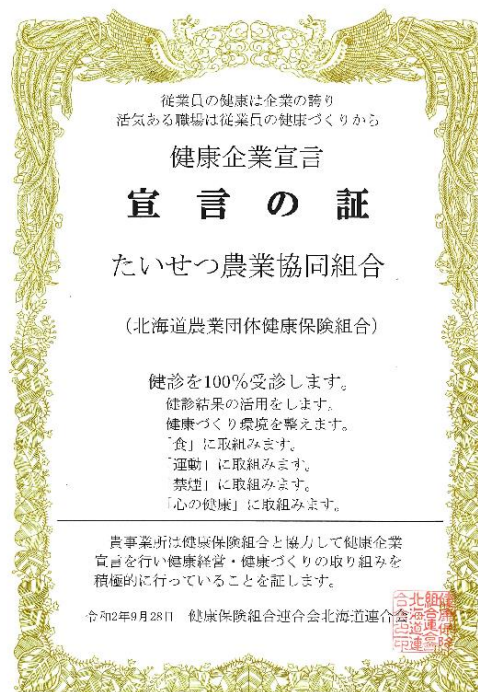 従業員の健康は企業の誇り
活気ある職場は従業員の健康づくりから
健康企業宣言
宣言の証
たいせつ農業協同組合
(北海道農業団体健康保険組合)
健診を100%受診します。
健診結果の活用をします。
健康づくり環境を整えます。
「食」に取組みます。
「運動」に取組みます。
「禁煙」に取組みます。
「心の健康」に取組みます。
貴事業所は健康保険組合と協力して健康企業
宣言を行い健康経営・健康づくりの取り組みを
積極的に行っていることを証します。
令和2年9月28日 健康保険組合連合会北海道連合会